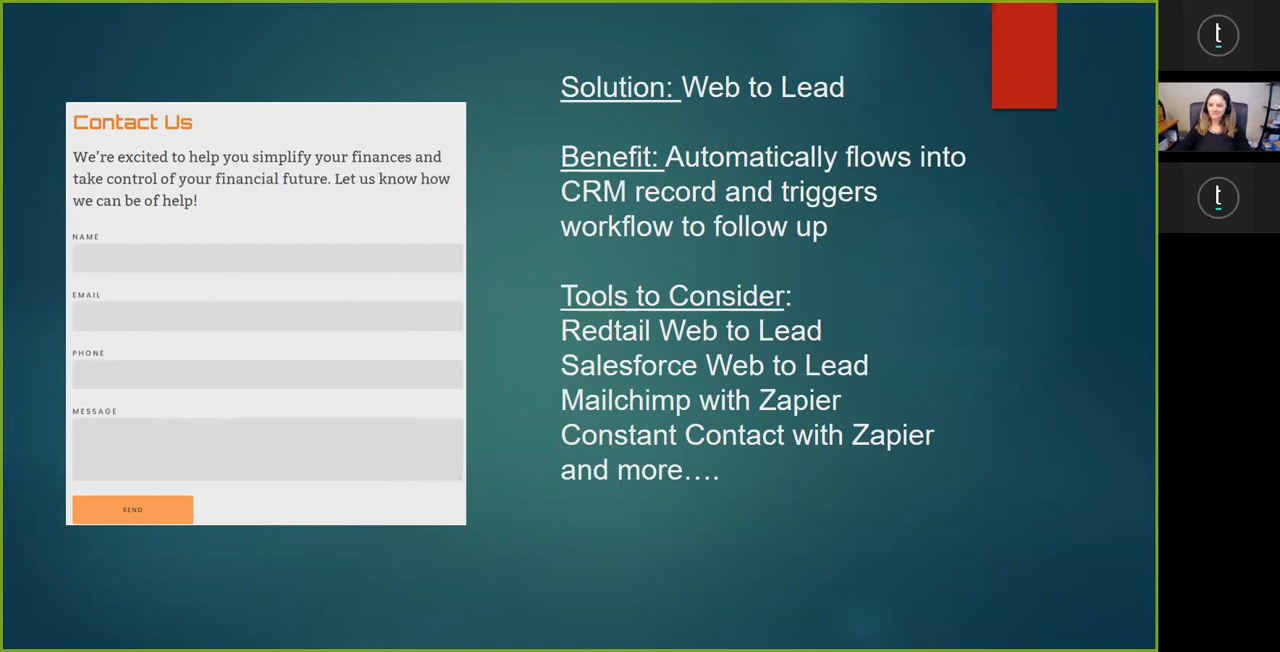 Contact Us
We're excited to help you simplify your finances and
take control of your financial future. Let us know how
we can be of help!
NAME
EMAIL
PHONE
MESSAGE
SEND
Solution: Web to Lead
Benefit: Automatically flows into
CRM record and triggers
workflow to follow up
Tools to Consider:
Redtail Web to Lead
Salesforce Web to Lead
Mailchimp with Zapier
Constant Contact with Zapier
and more….
t
t